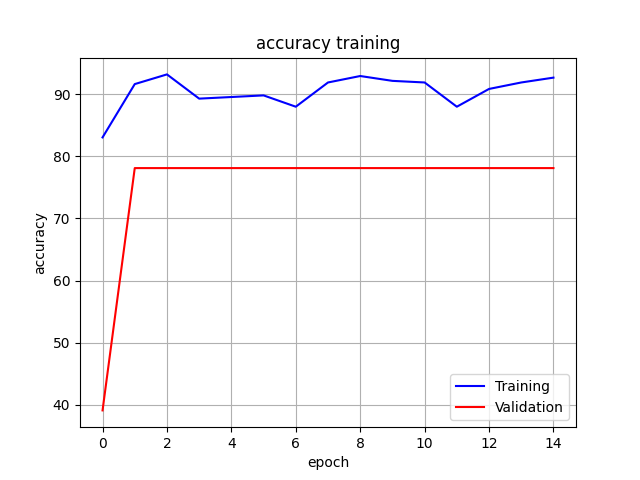 accuracy training
accuracy
90
80
70
60
50
40
0 2 4 6 8 10 12 14
epoch
Training
Validation